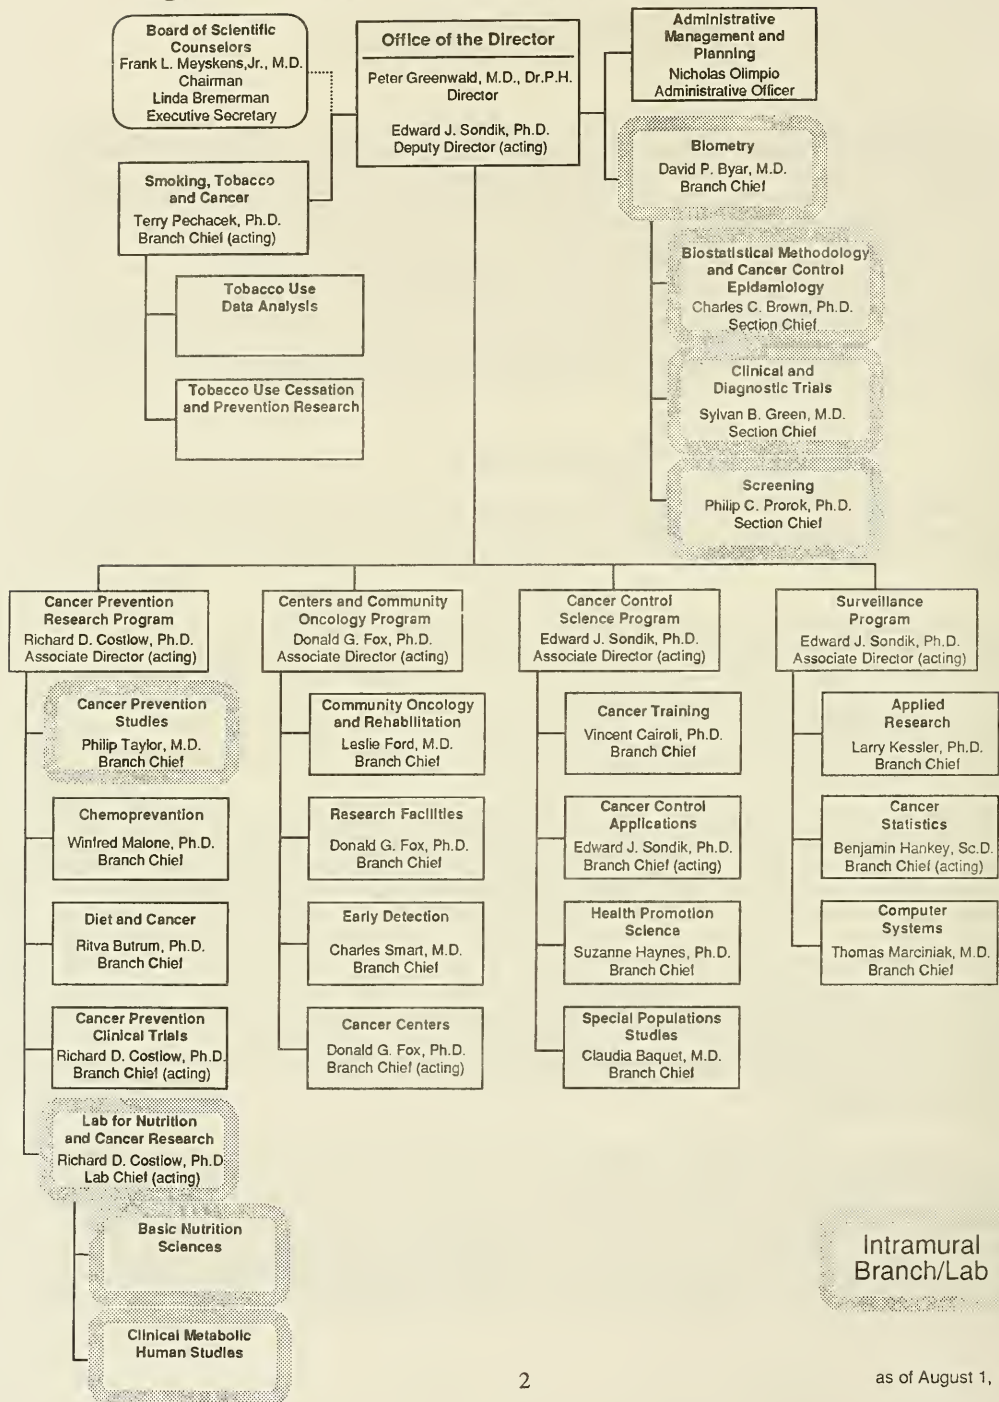 Board of Scientific
Counselors
Frank L. Meyskens,Jr., M.D.
Chairman
Linda Bremerman
Executive Secretary
Office of the Director
Peter Greenwald, M.D., Dr.P.H.
Director
Edward J. Sondik, Ph.D.
Deputy Director (acting)
Administrative
Management and
Planning
Nicholas Olimpio
Administrative Officer
Smoking, Tobacco
and Cancer
Terry Pechacek, Ph.D.
Branch Chief (acting)
Tobacco Use
Data Analysis
Tobacco Use Cessation
and Prevention Research
Biometry
David P. Byar, M.D.
Branch Chief
Biostatistical Methodology
and Cancer Control
Epidamiology
Charles C. Brown, Ph.D.
Section Chief
Clinical and
Diagnostic Trials
Sylvan B. Green, M.D.
Section Chief
Screening
Philip C. Prorok, Ph.D.
Section Chief
Cancer Prevention
Research Program
Richard D. Costlow, Ph.D.
Associate Director (acting)
Cancer Prevention
Studies
Philip Taylor, M.D.
Branch Chief
Chemoprevantion
Winfred Malone, Ph.D.
Branch Chief
Diet and Cancer
Ritva Butrum, Ph.D.
Branch Chief
Cancer Prevention
Clinical Trials
Richard D. Costlow, Ph.D.
Branch Chief (acting)
Lab for Nutrition
and Cancer Research
Richard D. Costlow, Ph.D
Lab Chief (acting)
Basic Nutrition
Sciences
Clinical Metabolic
Human Studies
Centers and Community
Oncology Program
Donald G. Fox, Ph.D.
Associate Director (acting)
Community Oncology
and Rehabilitation
Leslie Ford, M.D.
Branch Chief
Research Facilities
Donald G. Fox, Ph.D.
Branch Chief
Early Detection
Charles Smart, M.D.
Branch Chief
Cancer Centers
Donald G. Fox, Ph.D.
Branch Chief (acting)
Cancer Control
Science Program
Edward J. Sondik, Ph.D.
Associate Director (acting)
Cancer Training
Vincent Cairoli, Ph.D.
Branch Chief
Cancer Control
Applications
Edward J. Sondik, Ph.D.
Branch Chief (acting)
Health Promotion
Science
Suzanne Haynes, Ph.D.
Branch Chief
Special Populations
Studies
Claudia Baquet, M.D.
Branch Chief
Surveillance
Program
Edward J. Sondik, Ph.D.
Associate Director (acting)
Applied
Research
Larry Kessler, Ph.D.
Branch Chief
Cancer
Statistics
Benjamin Hankey, Sc.D.
Branch Chief (acting)
Computer
Systems
Thomas Marciniak, M.D.
Branch Chief
Intramural
Branch/Lab
2
as of August 1,